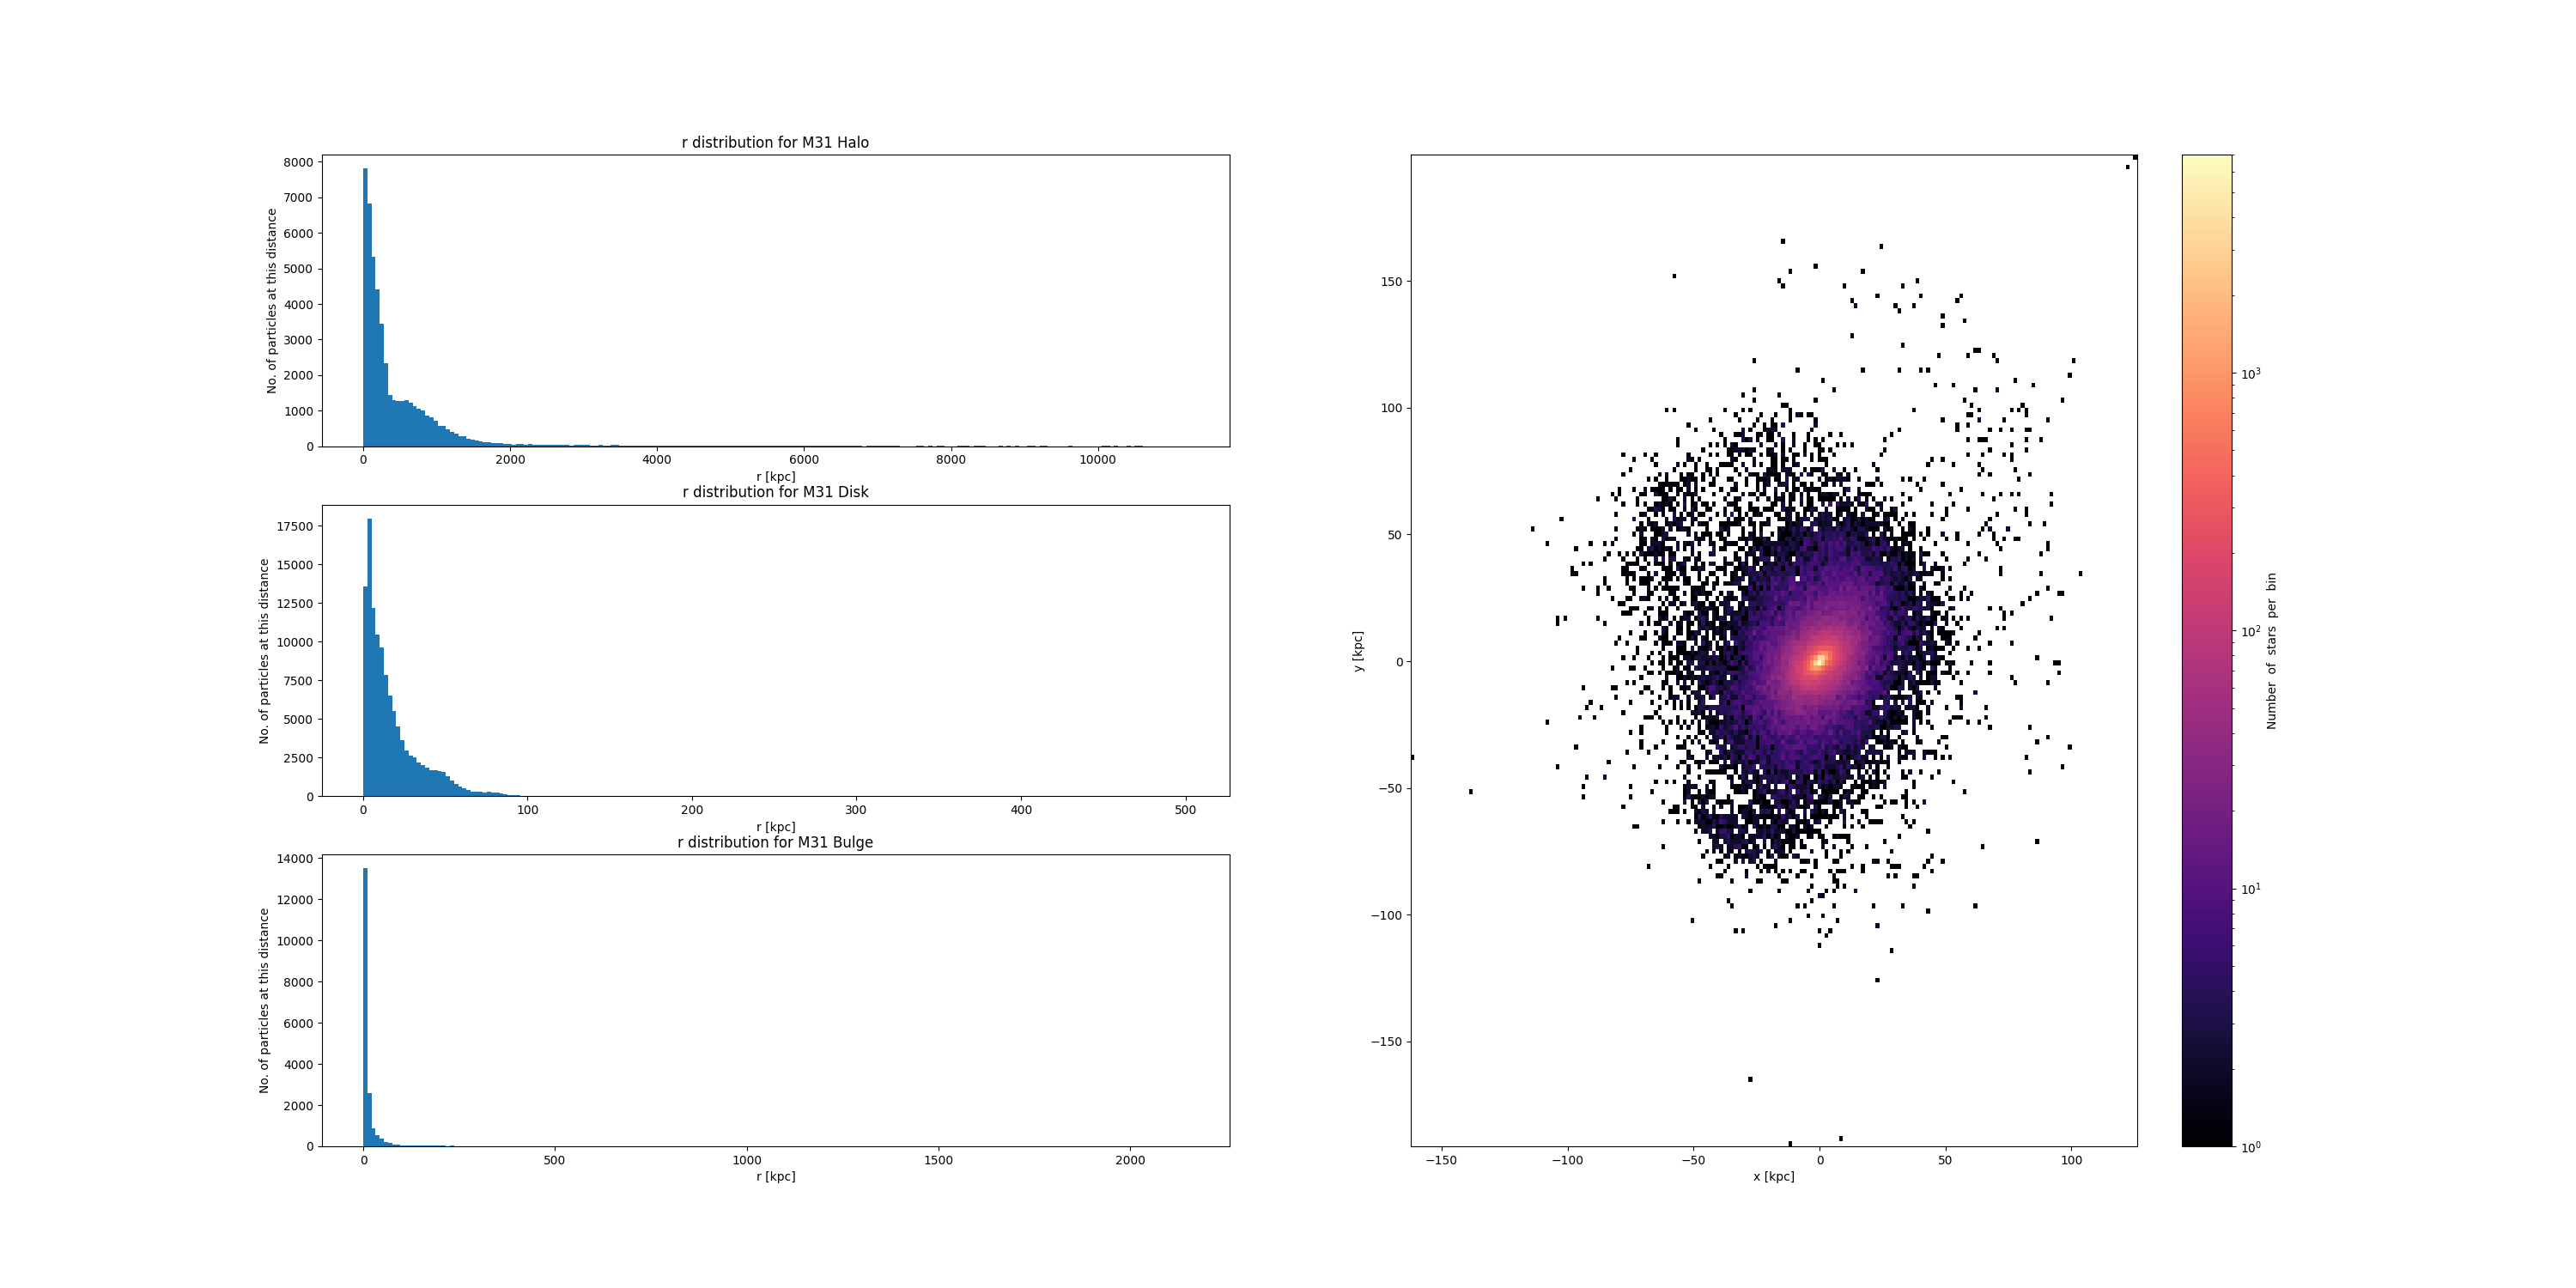 r distribution for M31 Halo
No. of particles at this distance
8000
7000
6000
5000
4000
3000
2000
1000
0
0 2000 4000 6000 8000 10000
r [kpc]
r distribution for M31 Disk
No. of particles at this distance
17500
15000
12500
10000
7500
5000
2500
0
0 100 200 300 400 500
r [kpc]
r distribution for M31 Bulge
No. of particles at this distance
14000
12000
10000
8000
6000
4000
2000
0
0 500 1000 1500 2000
r [kpc]
y [kpc]
150
100
50
0
−50
−100
−150
−150 −100 −50 0 50 100
x [kpc]
10³
10²
10¹
10⁰
Number of stars per bin